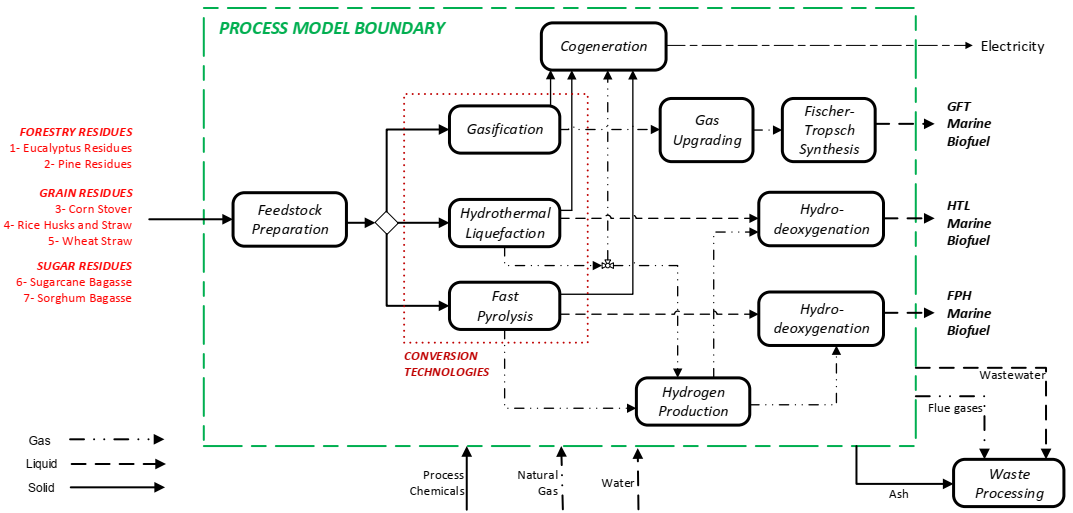 PROCESS MODEL BOUNDARY
Cogeneration
Electricity
FORESTRY RESIDUES
1- Eucalyptus Residues
2- Pine Residues
GRAIN RESIDUES
3- Corn Stover
4- Rice Husks and Straw
5- Wheat Straw
SUGAR RESIDUES
6- Sugarcane Bagasse
7- Sorghum Bagasse
Feedstock
Preparation
Gasification
Gas
Upgrading
Fischer-
Tropsch
Synthesis
GFT
Marine
Biofuel
Hydrothermal
Liquefaction
Hydro-
deoxygenation
HTL
Marine
Biofuel
Fast
Pyrolysis
Hydro-
deoxygenation
FPH
Marine
Biofuel
CONVERSION
TECHNOLOGIES
Hydrogen
Production
Wastewater
Flue gases
Gas
Liquid
Solid
Process
Chemicals
Natural
Gas
Water
Ash
Waste
Processing